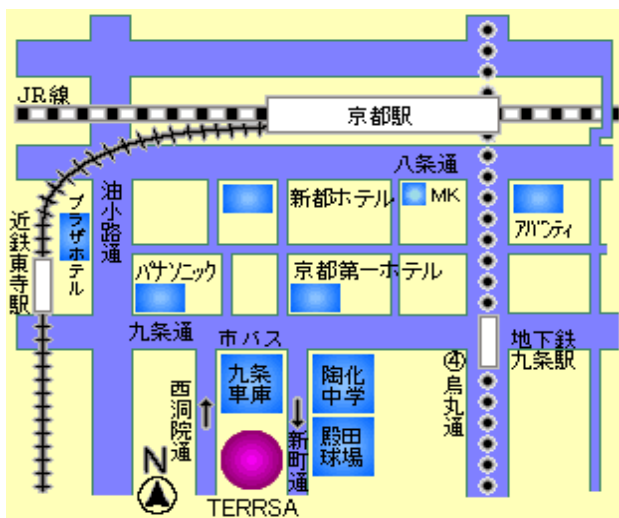 JR線
京都駅
八条通
油小路通
プラザホテル
新都ホテル
MK
アバンティ
近鉄東寺駅
パナソニック
京都第一ホテル
九条通
市バス
九条
車庫
陶化
中学
地下鉄
九条駅
④烏丸通
西洞院通
新町通
殿田
球場
N
TERRSA